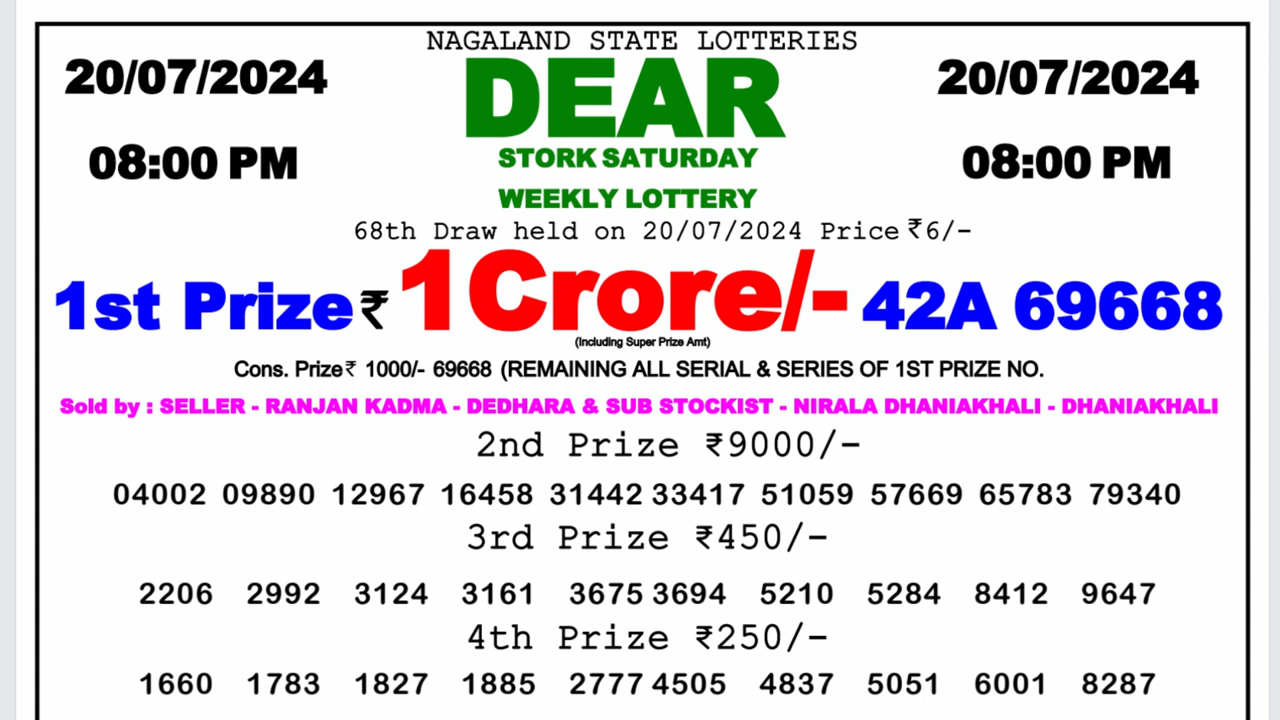 NAGALAND STATE LOTTERIES
20/07/2024 DEAR 20/07/2024
08:00 PM STORK SATURDAY 08:00 PM
WEEKLY LOTTERY
68th Draw held on 20/07/2024 Price ₹6/-
1st Prize ₹ 1Crore/- 42A 69668
(Including Super Prize Amt)
Cons. Prize₹ 1000/- 69668 (REMAINING ALL SERIAL & SERIES OF 1ST PRIZE NO.
Sold by : SELLER - RANJAN KADMA - DEDHARA & SUB STOCKIST - NIRALA DHANIAKHALI - DHANIAKHALI
2nd Prize ₹9000/-
04002 09890 12967 16458 31442 33417 51059 57669 65783 79340
3rd Prize ₹450/-
2206 2992 3124 3161 3675 3694 5210 5284 8412 9647
4th Prize ₹250/-
1660 1783 1827 1885 2777 4505 4837 5051 6001 8287